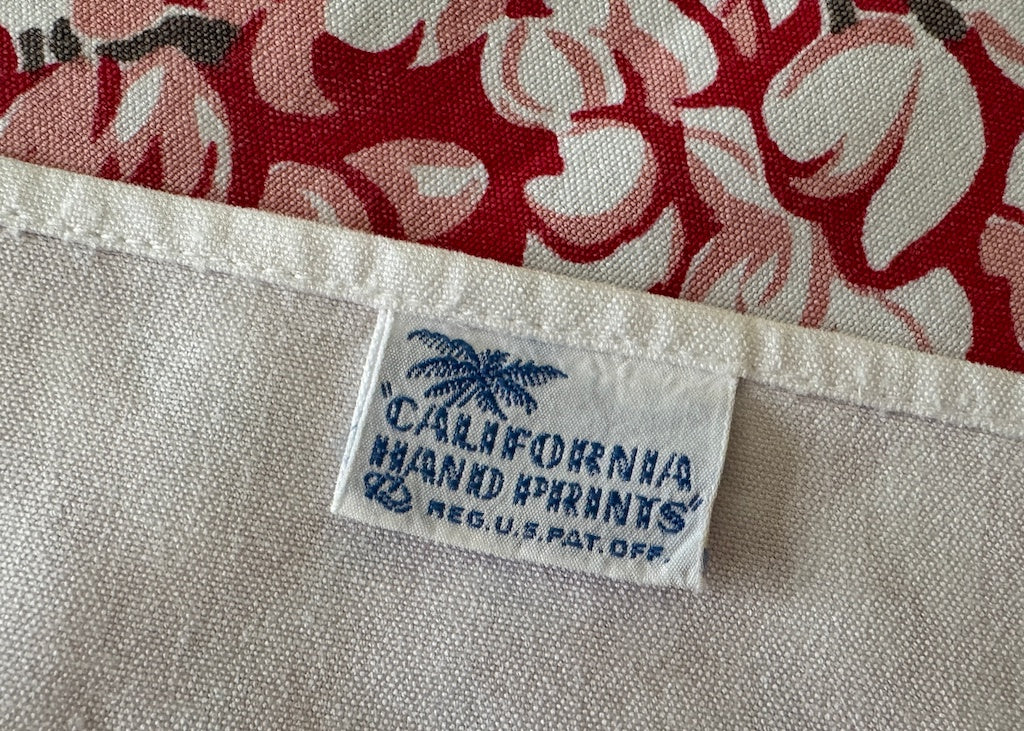 "CALIFORNIA
HAND PRINTS"
REG. U.S. PAT. OFF.